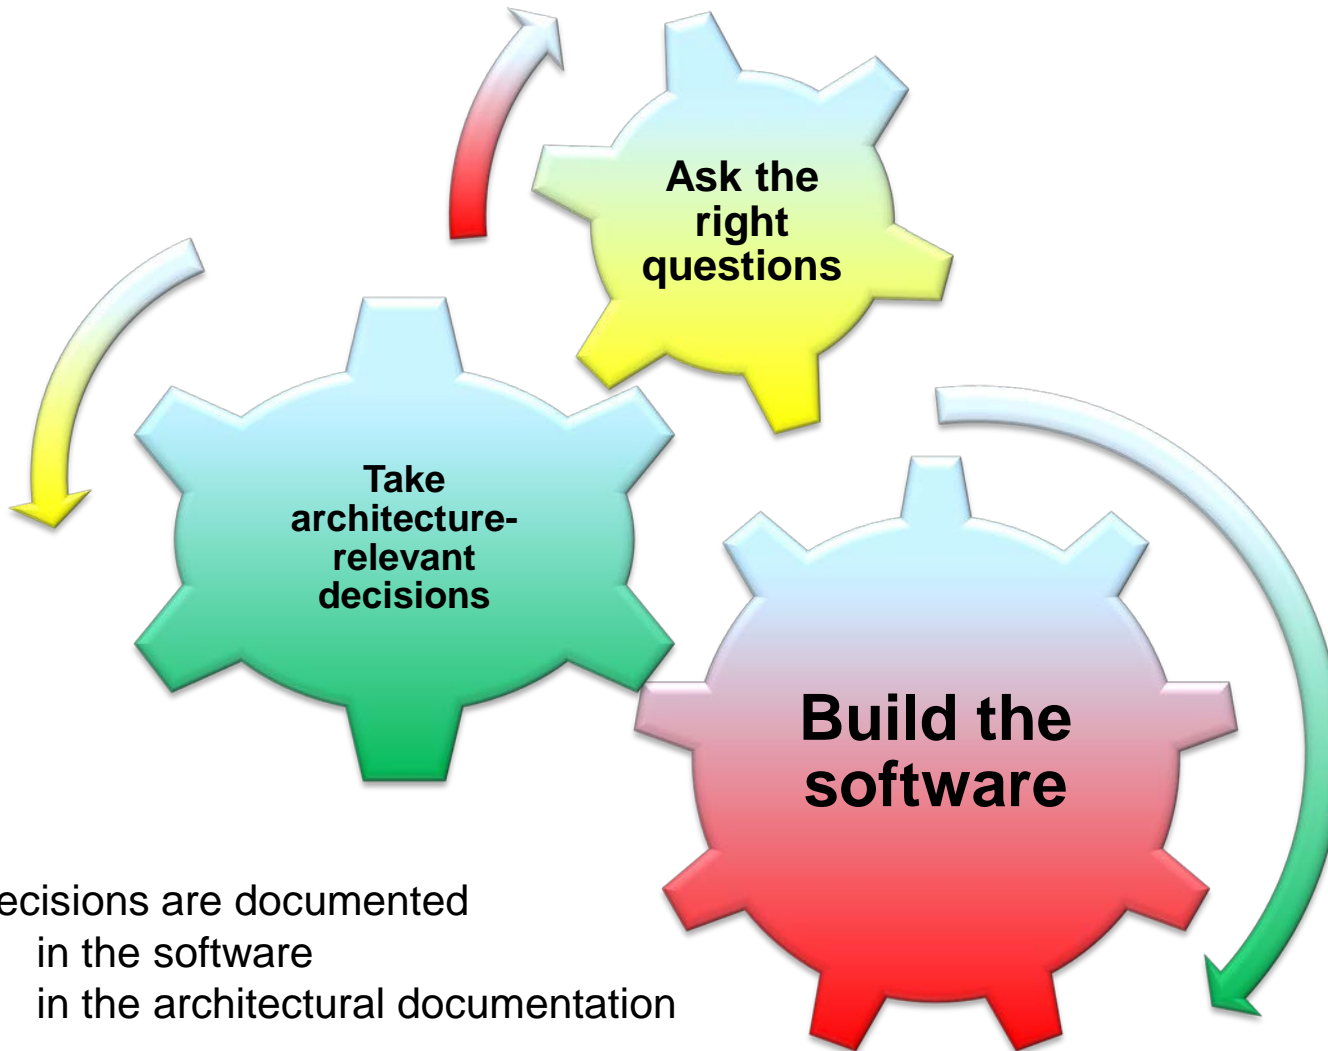 Ask the
right
questions
Take
architecture-
relevant
decisions
Build the
software
ecisions are documented
in the software
in the architectural documentation